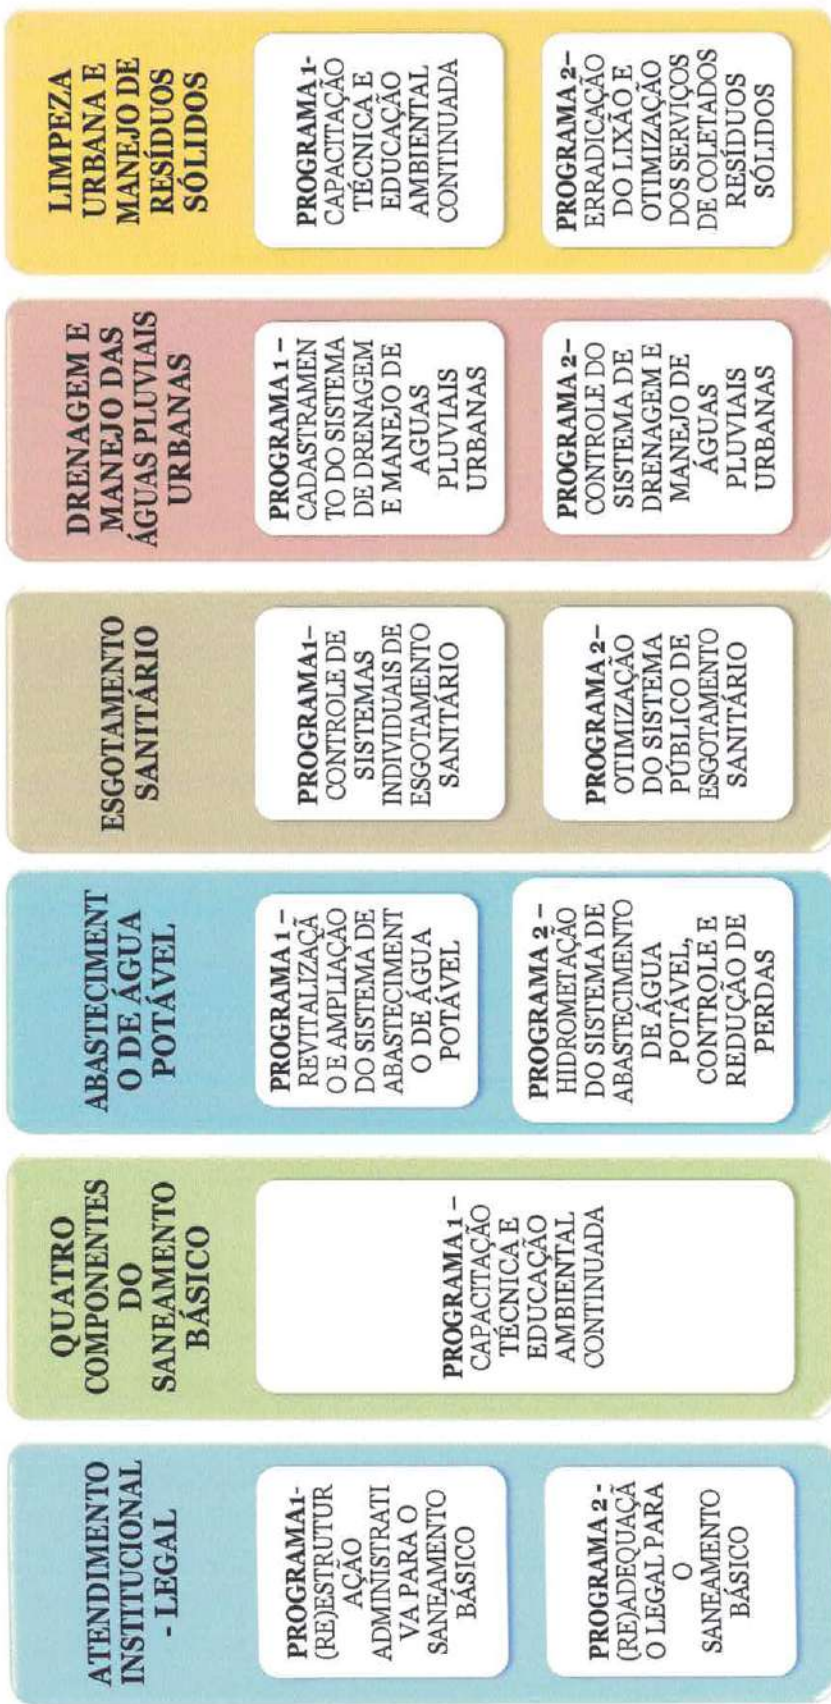 ATENDIMENTO
INSTITUCIONAL
- LEGAL
PROGRAMA1-
(RE)ESTRUTUR
AÇÃO
ADMINISTRATI
VA PARA O
SANEAMENTO
BÁSICO
PROGRAMA 2 -
(RE)ADEQUAÇÃ
O LEGAL PARA
O
SANEAMENTO
BÁSICO
QUATRO
COMPONENTES
DO
SANEAMENTO
BÁSICO
PROGRAMA1 –
CAPACITAÇÃO
TÉCNICA E
EDUCAÇÃO
AMBIENTAL
CONTINUADA
ABASTECIMENT
O DE ÁGUA
POTÁVEL
PROGRAMA 1 –
REVITALIZAÇÃ
O E AMPLIAÇÃO
DO SISTEMA DE
ABASTECIMENT
O DE ÁGUA
POTÁVEL
PROGRAMA 2 –
HIDROMETAÇÃO
DO SISTEMA DE
ABASTECIMENTO
DE ÁGUA
POTÁVEL,
CONTROLE E
REDUÇÃO DE
PERDAS
ESGOTAMENTO
SANITÁRIO
PROGRAMA1–
CONTROLE DE
SISTEMAS
INDIVIDUAIS DE
ESGOTAMENTO
SANITÁRIO
PROGRAMA 2–
OTIMIZAÇÃO
DO SISTEMA
PÚBLICO DE
ESGOTAMENTO
SANITÁRIO
DRENAGEM E
MANEJO DAS
ÁGUAS PLUVIAIS
URBANAS
PROGRAMA 1 –
CADASTRAMEN
TO DO SISTEMA
DE DRENAGEM
E MANEJO DE
AGUAS
PLUVIAIS
URBANAS
PROGRAMA 2–
CONTROLE DO
SISTEMA DE
DRENAGEM E
MANEJO DE
ÁGUAS
PLUVIAIS
URBANAS
LIMPEZA
URBANA E
MANEJO DE
RESÍDUOS
SÓLIDOS
PROGRAMA 1-
CAPACITAÇÃO
TÉCNICA E
EDUCAÇÃO
AMBIENTAL
CONTINUADA
PROGRAMA 2–
ERRADICAÇÃO
DO LIXÃO E
OTIMIZAÇÃO
DOS SERVIÇOS
DE COLETADOS
RESÍDUOS
SÓLIDOS